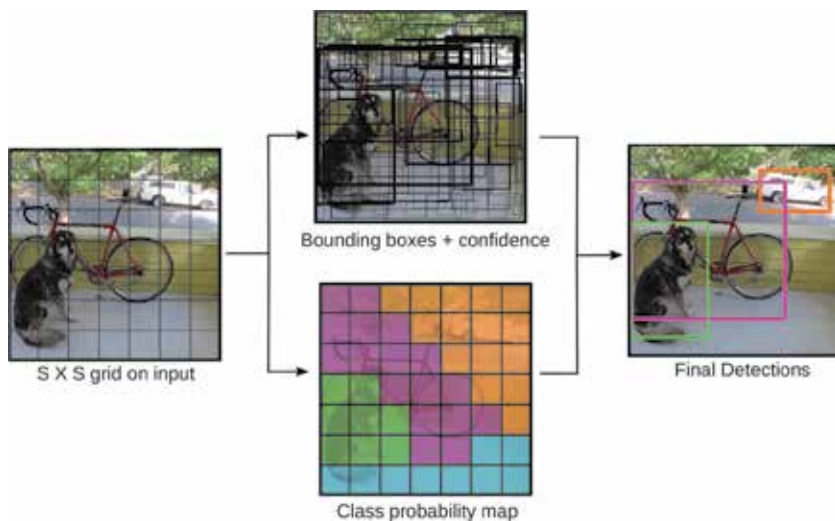 Bounding boxes + confidence
S X S grid on input
Final Detections
Class probability map